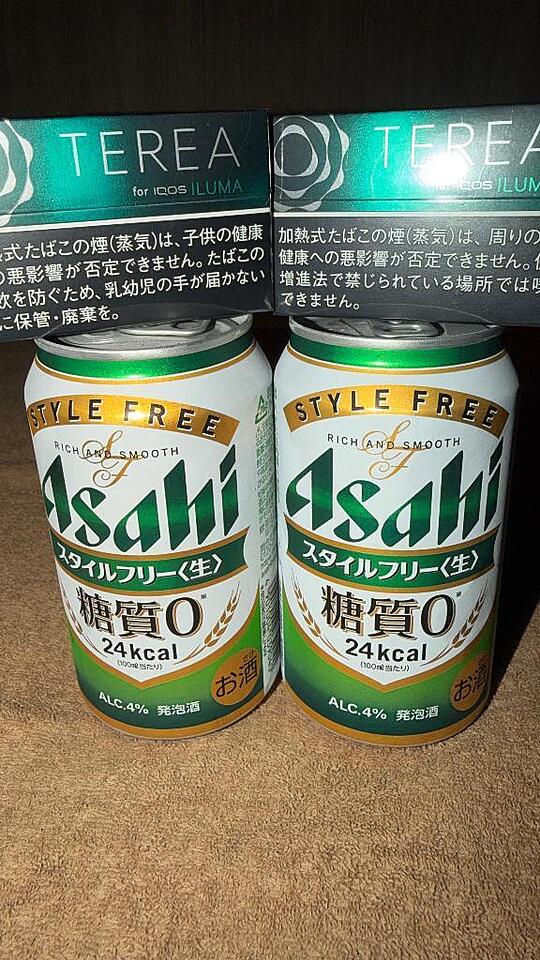 TEREA
for IQOS ILUMA
式たばこの煙(蒸気)は、子供の健康
の悪影響が否定できません。たばこの
飲を防ぐため、乳幼児の手が届かない
に保管・廃棄を。
TEREA
IQOS ILUM
加熱式たばこの煙(蒸気)は、周りの
健康への悪影響が否定できません。
増進法で禁じられている場所では
できません。
STYLE FREE
RICH AND SMOOTH
SF
Asahi
スタイルフリー〈生〉
糖質0※
24kcal
(100ml当たり)
お酒
ALC.4% 発泡酒
STYLE FREE
RICH AND SMOOTH
SF
Asahi
スタイルフリー〈生〉
糖質0※
24kcal
(100ml当たり)
お酒
ALC.4% 発泡酒